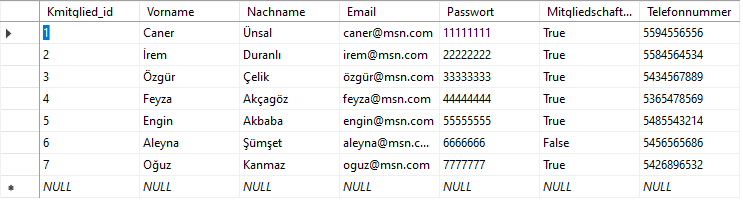 Kmitglied_id Vorname Nachname Email Passwort Mitgliedschaft... Telefonnummer
1 Caner Ünsal caner@msn.com 11111111 True 5594556556
2 İrem Duranlı irem@msn.com 22222222 True 5584564534
3 Özgür Çelik özgür@msn.com 33333333 True 5434567889
4 Feyza Akçagöz feyza@msn.com 44444444 True 5365478569
5 Engin Akbaba engin@msn.com 55555555 True 5485543214
6 Aleyna Şümşet aleyna@msn.c... 6666666 False 5456565686
7 Oğuz Kanmaz oguz@msn.com 7777777 True 5426896532
NULL NULL NULL NULL NULL NULL NULL